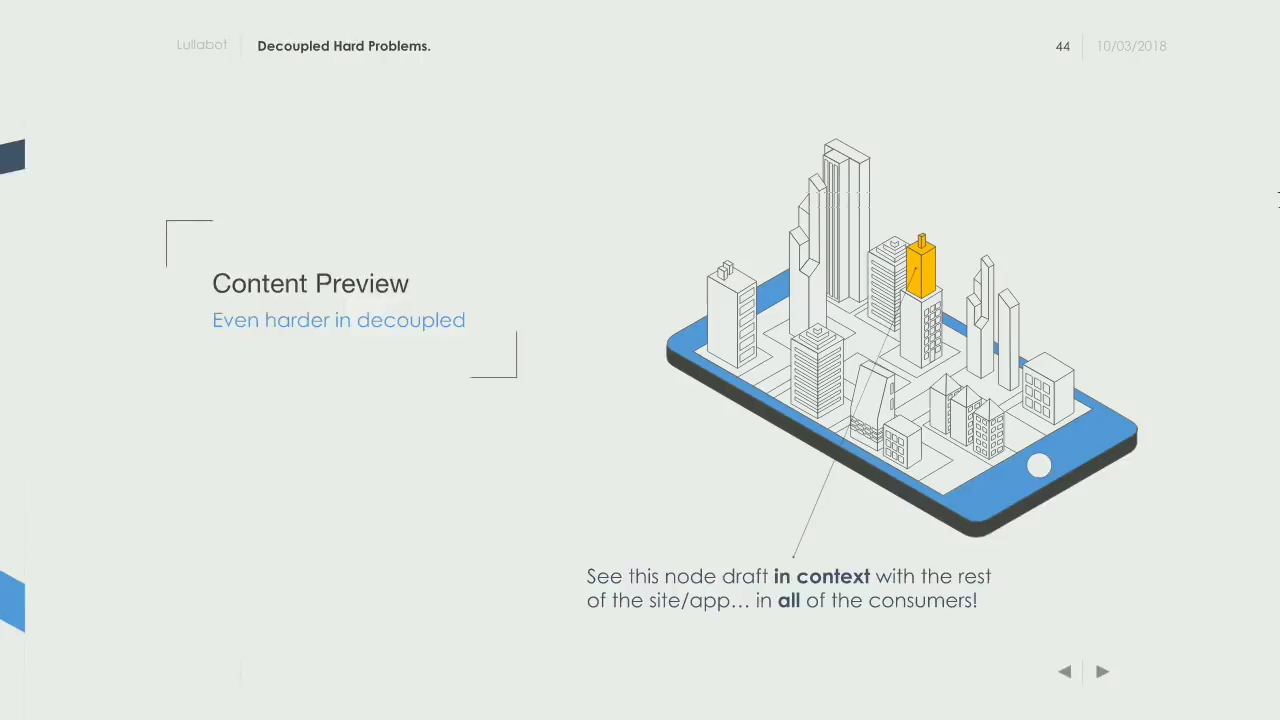 Lullabot
Decoupled Hard Problems.
44
10/03/2018
Content Preview
Even harder in decoupled
See this node draft in context with the rest
of the site/app… in all of the consumers!